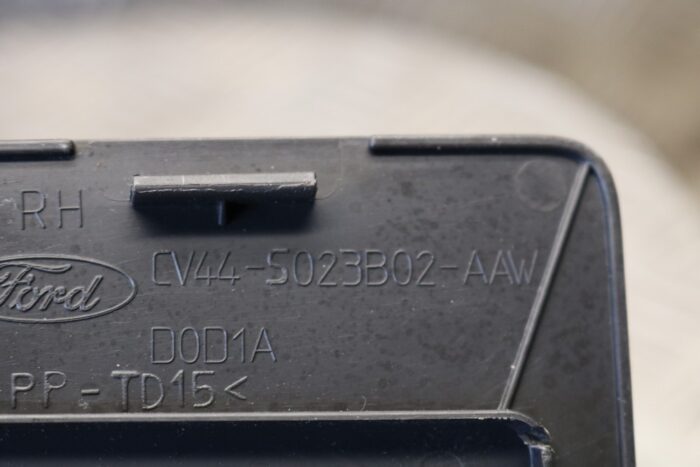 RH
Ford CV44-S023B02-AAW
D0D1A
PP-TD15<